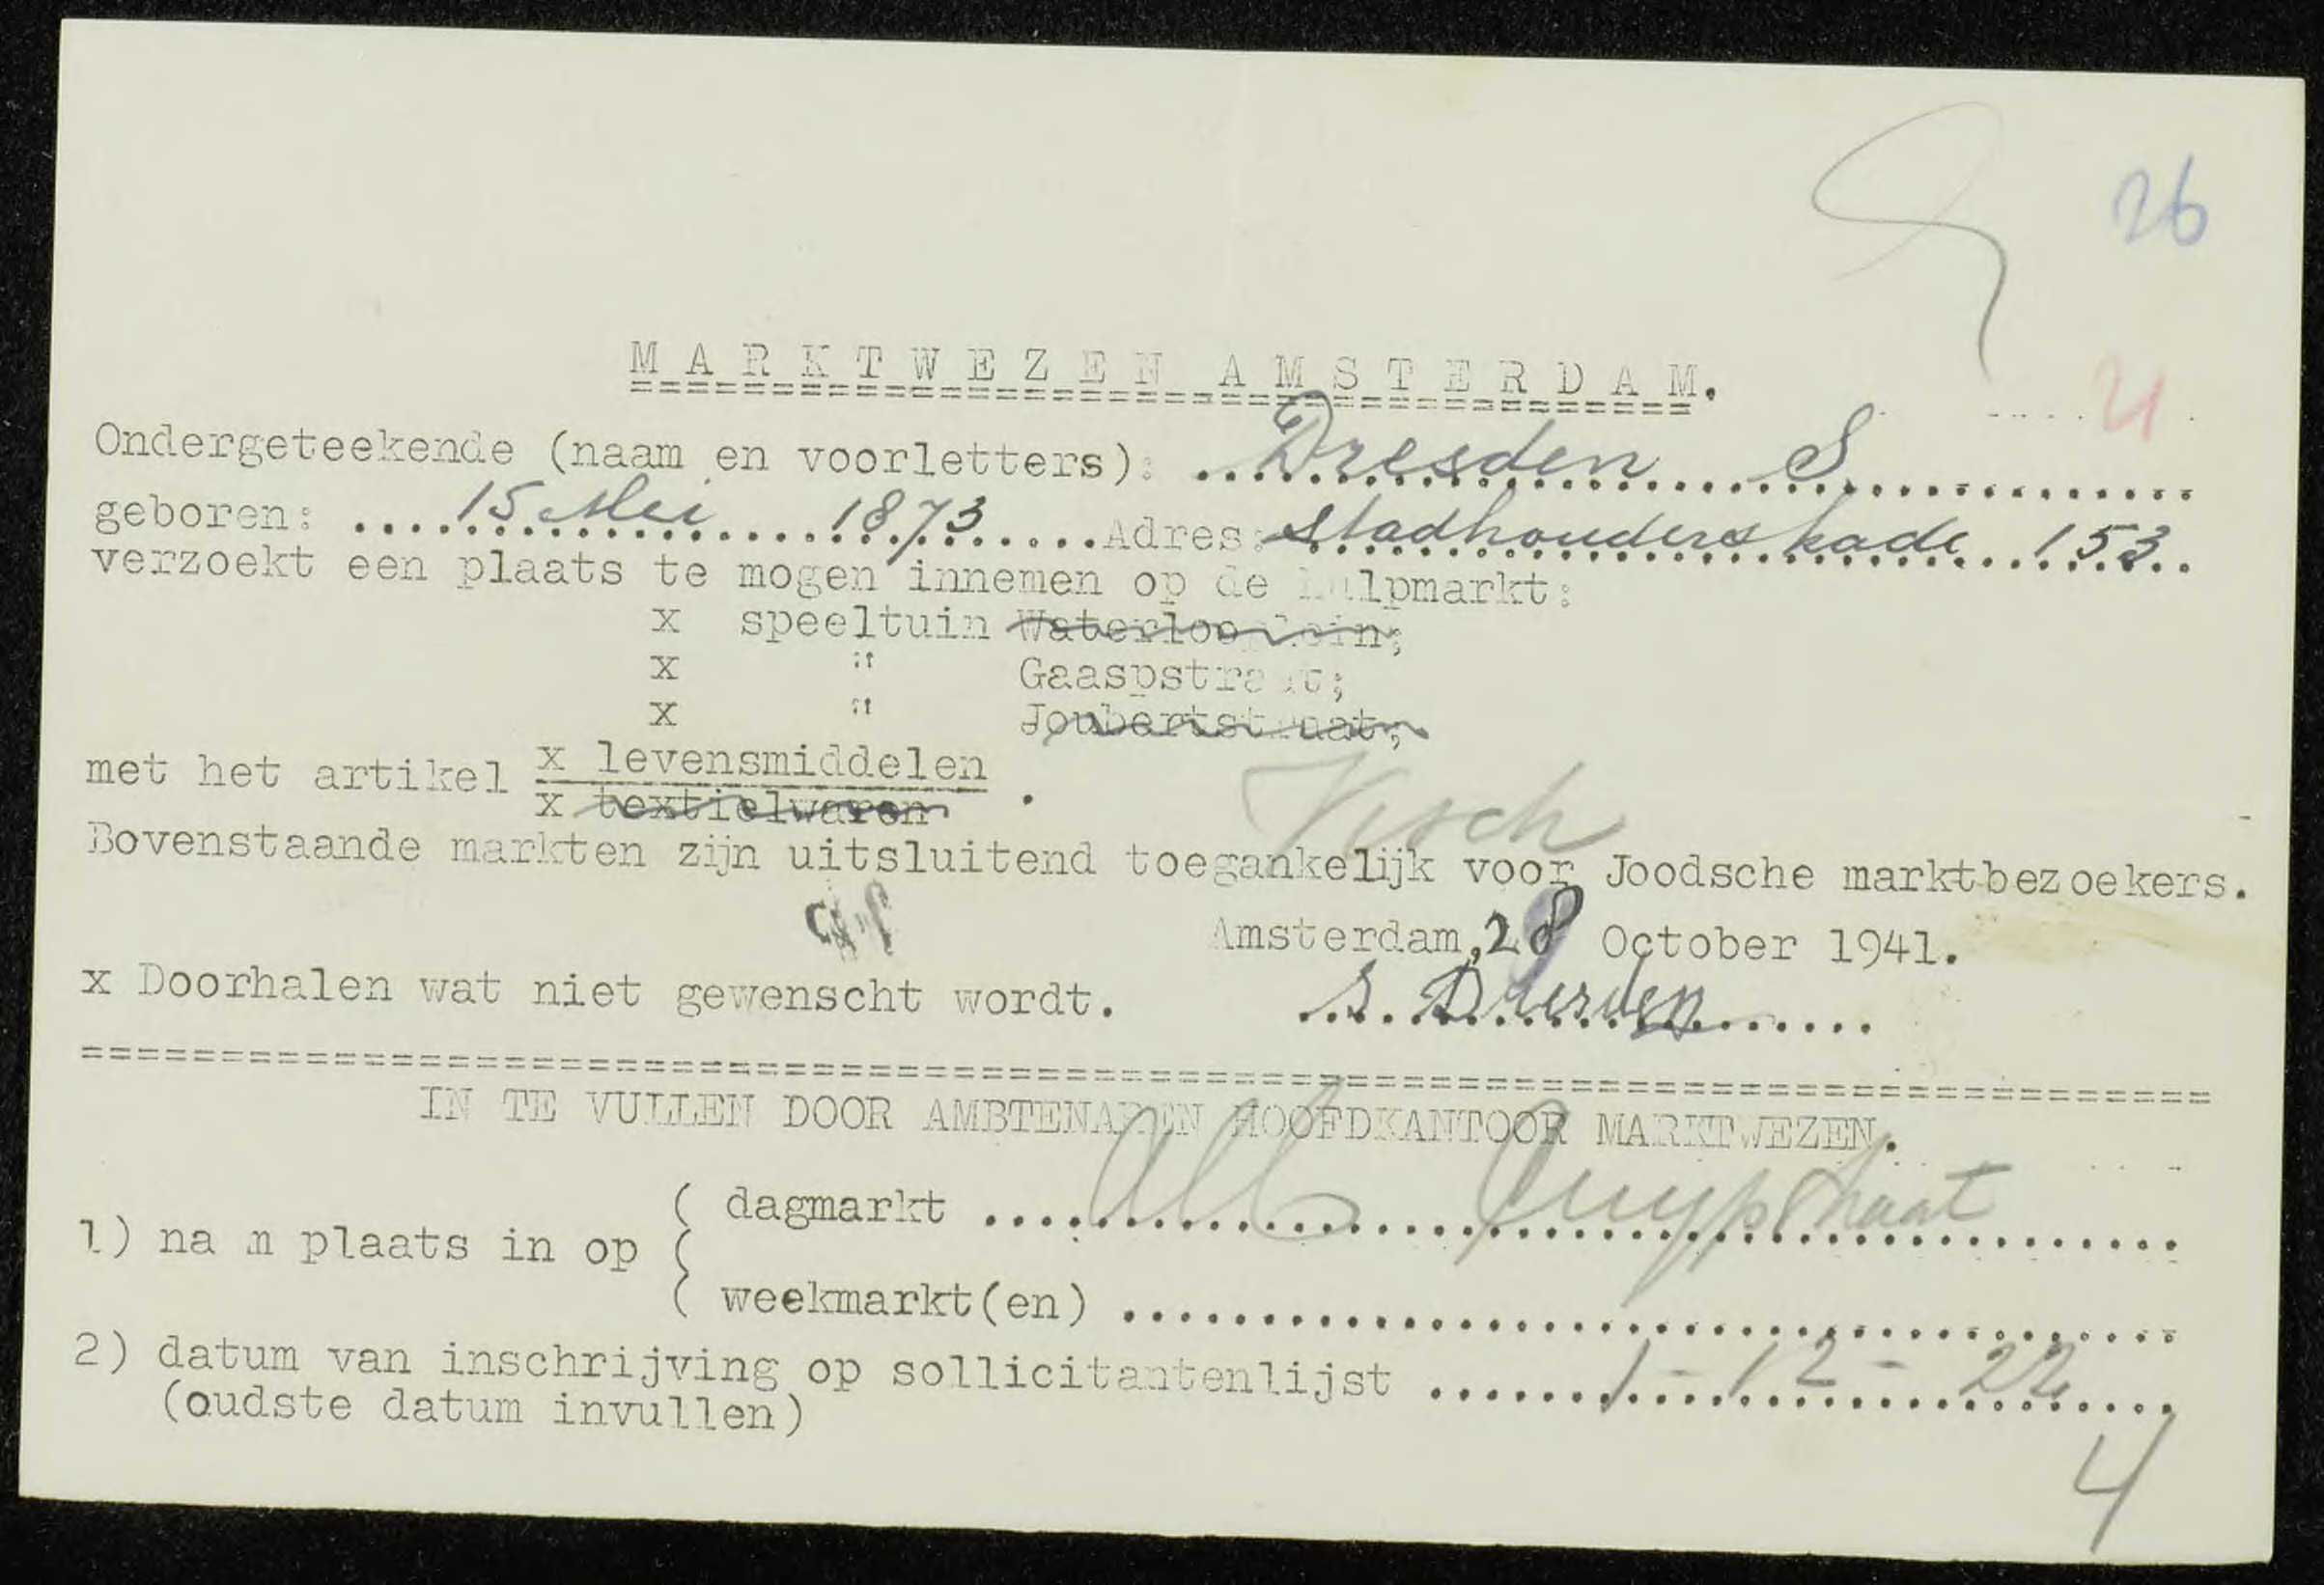 26
MARKTWEZEN AMSTERDAM.
21
Ondergeteekende (naam en voorletters): Dresden S
geboren: 15 Mei 1873 Adres: Stadhouderskade 153
verzoekt een plaats te mogen innemen op de hulpmarkt:
x speeltuin Waterlooplein;
x " Gaaspstraat;
x " Joubertstraat;
met het artikel x levensmiddelen
x textielwaren .
Visch
Bovenstaande markten zijn uitsluitend toegankelijk voor Joodsche marktbezoekers.
Amsterdam, 28 October 1941.
x Doorhalen wat niet gewenscht wordt. S. Dresden
IN TE VULLEN DOOR AMBTENAREN HOOFDKANTOOR MARKTWEZEN.
1) nam plaats in op ( dagmarkt Alb Cuypstraat
( weekmarkt(en)
2) datum van inschrijving op sollicitantenlijst 1-12-22
(oudste datum invullen)
4